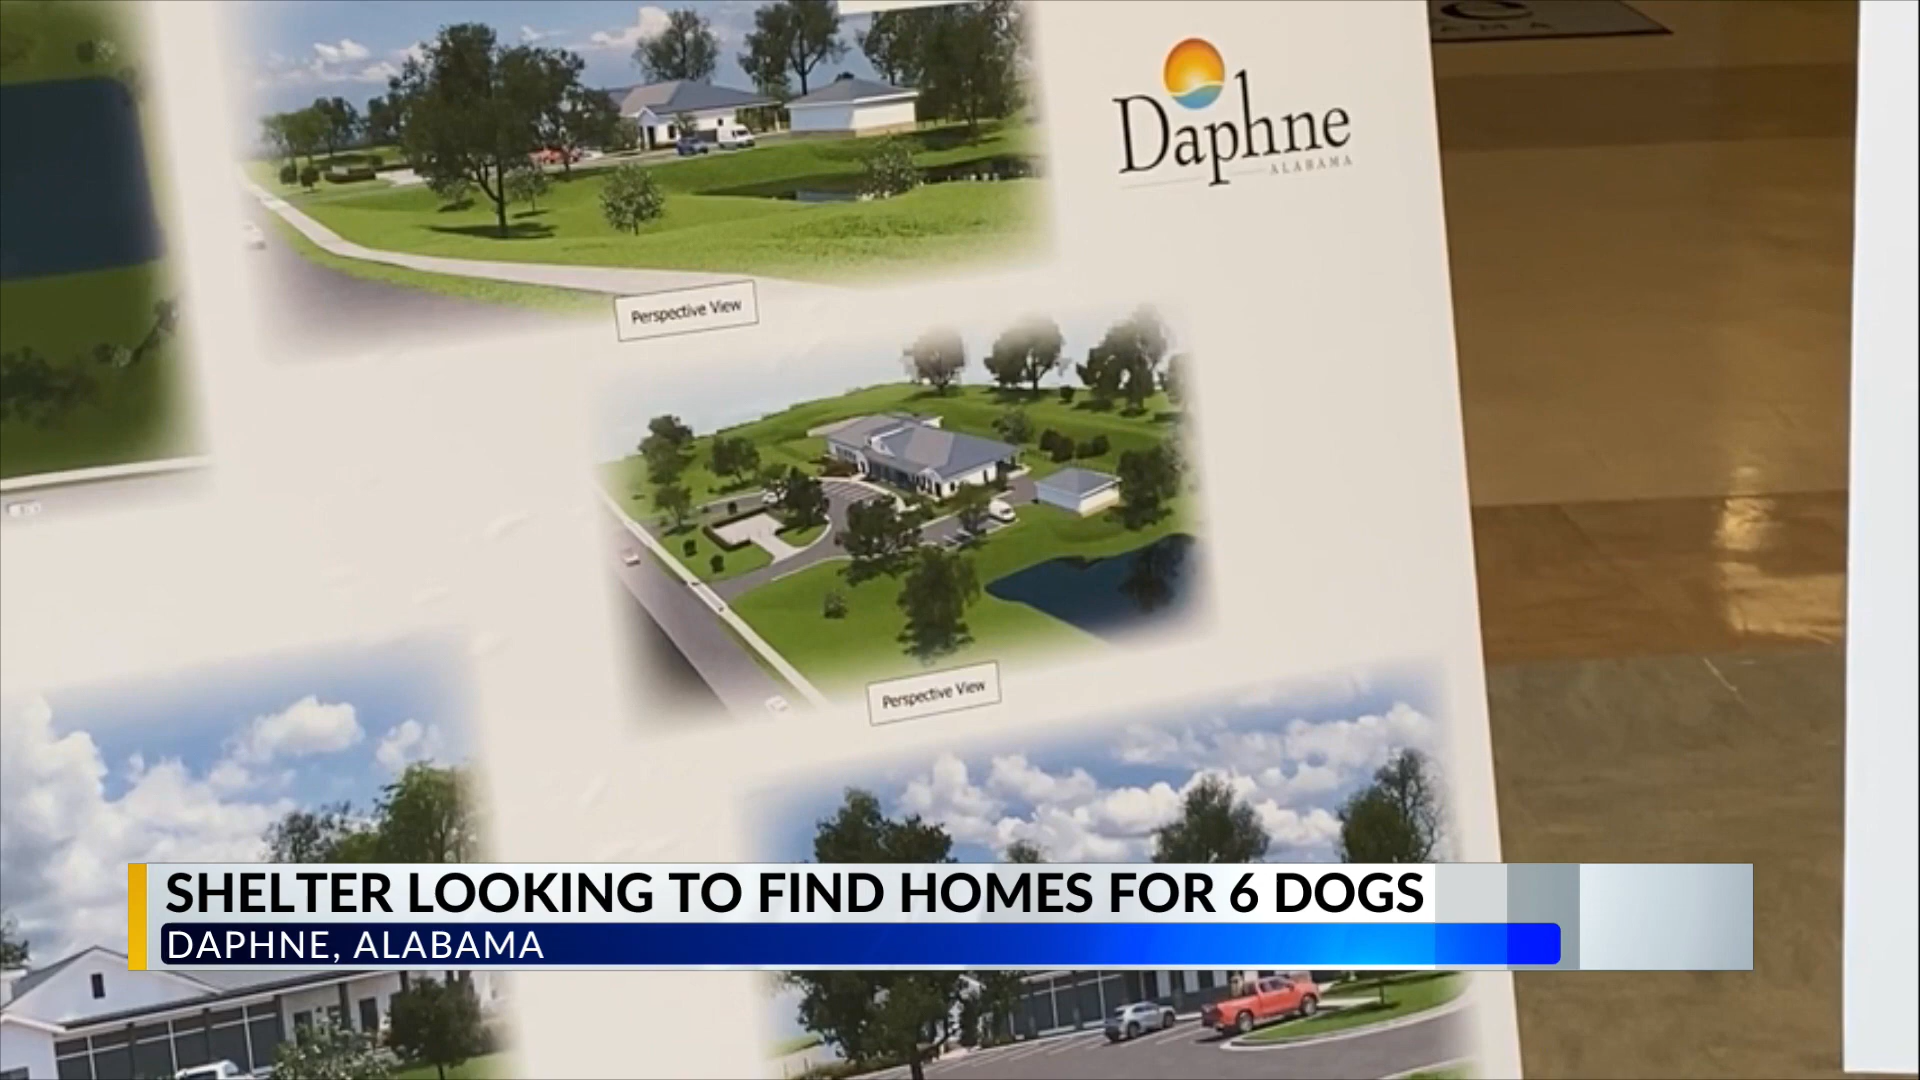 Daphne
ALABAMA
Perspective View
Perspective View
SHELTER LOOKING TO FIND HOMES FOR 6 DOGS
DAPHNE, ALABAMA